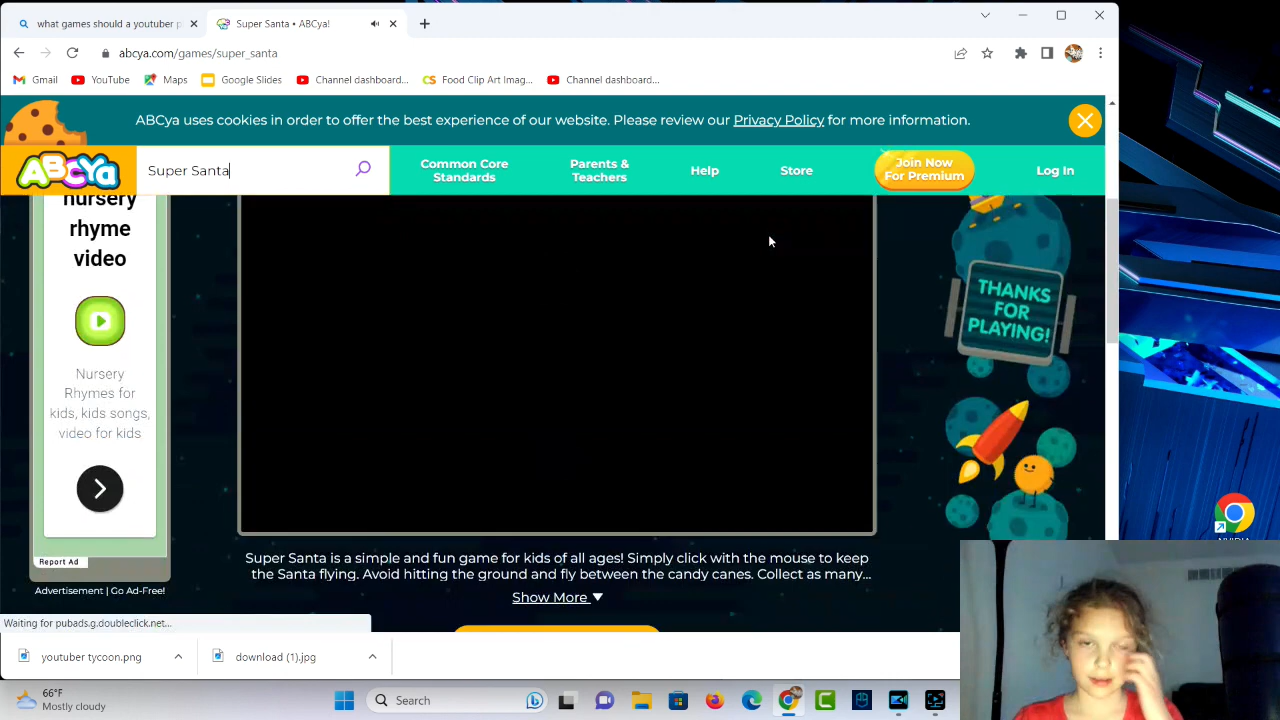 what games should a youtuber p
Super Santa • ABCya!
abcya.com/games/super_santa
Gmail
YouTube
Maps
Google Slides
Channel dashboard...
Food Clip Art Imag...
Channel dashboard...
ABCya uses cookies in order to offer the best experience of our website. Please review our Privacy Policy for more information.
ABCYa
Super Santa
Common Core
Standards
Parents &
Teachers
Help
Store
Join Now
For Premium
Log In
nursery
rhyme
video
Nursery
Rhymes for
kids, kids songs,
video for kids
Report Ad
Advertisement | Go Ad-Free!
THANKS
FOR
PLAYING!
Super Santa is a simple and fun game for kids of all ages! Simply click with the mouse to keep
the Santa flying. Avoid hitting the ground and fly between the candy canes. Collect as many...
Show More
Waiting for pubads.g.doubleclick.net...
youtuber tycoon.png
download (1).jpg
66°F
Mostly cloudy
Search